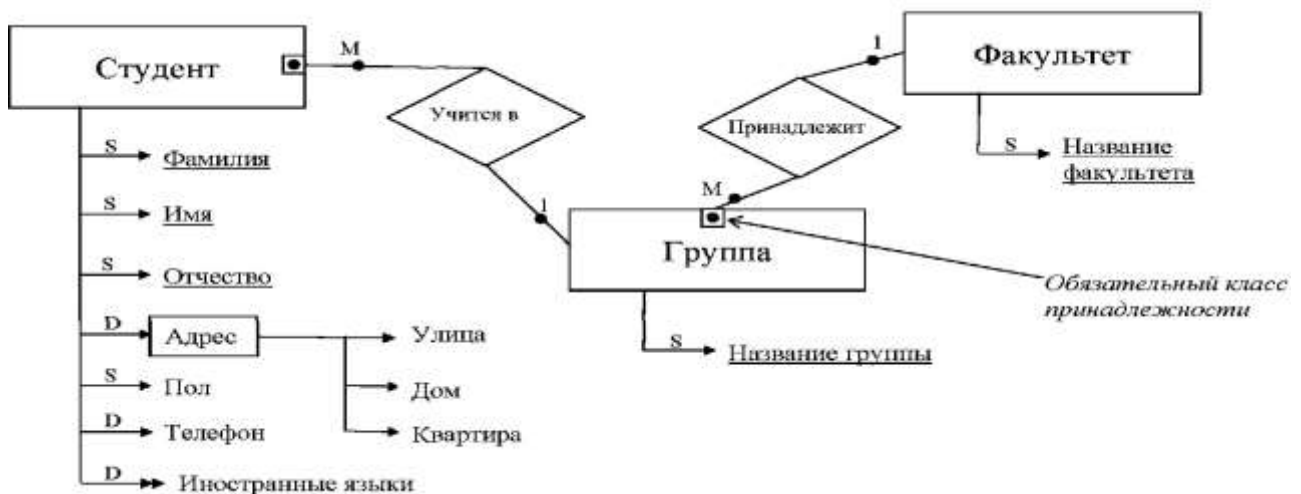 Студент
М
1
Факультет
Учится в
Принадлежит
S
Фамилия
S
Название
факультета
М
S
Имя
1
Группа
S
Отчество
Обязательный класс
принадлежности
D
Адрес
Улица
S
Название группы
S
Пол
Дом
D
Телефон
Квартира
D
Иностранные языки